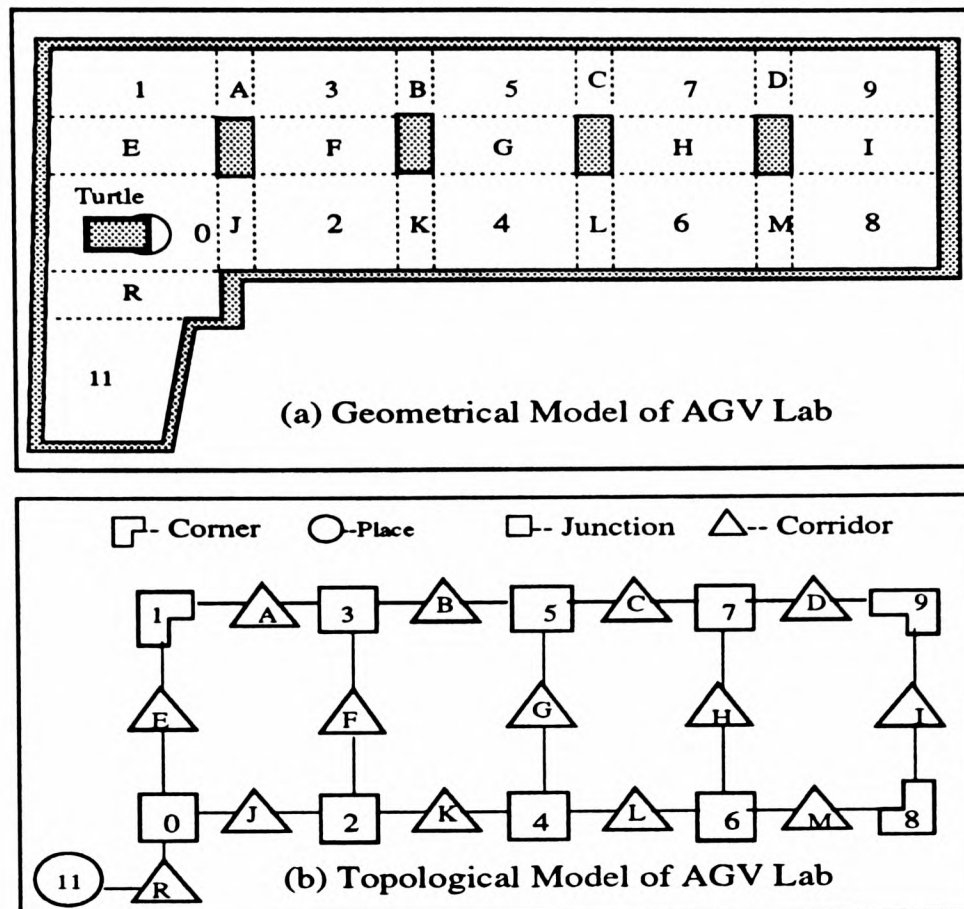 1 A 3 B 5 C 7 D 9
E F G H I
Turtle
0 J 2 K 4 L 6 M 8
R
11
(a) Geometrical Model of AGV Lab
-- Corner --Place -- Junction -- Corridor
1 A 3 B 5 C 7 D 9
E F G H I
0 J 2 K 4 L 6 M 8
11 R
(b) Topological Model of AGV Lab